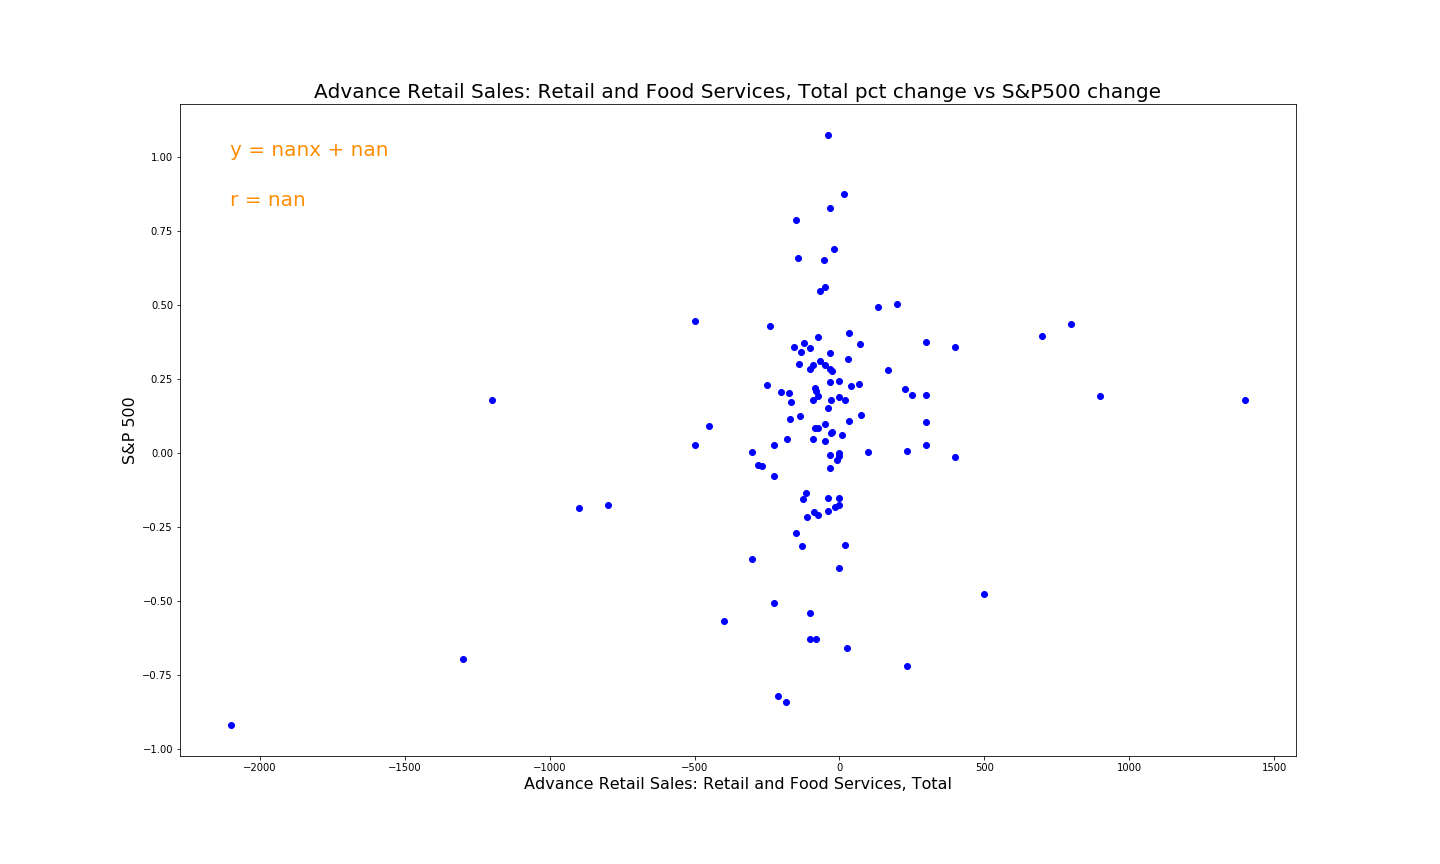 Advance Retail Sales: Retail and Food Services, Total pct change vs S&P500 change
y = nanx + nan
r = nan
1.00
0.75
0.50
0.25
0.00
−0.25
−0.50
−0.75
−1.00
S&P 500
−2000 −1500 −1000 −500 0 500 1000 1500
Advance Retail Sales: Retail and Food Services, Total